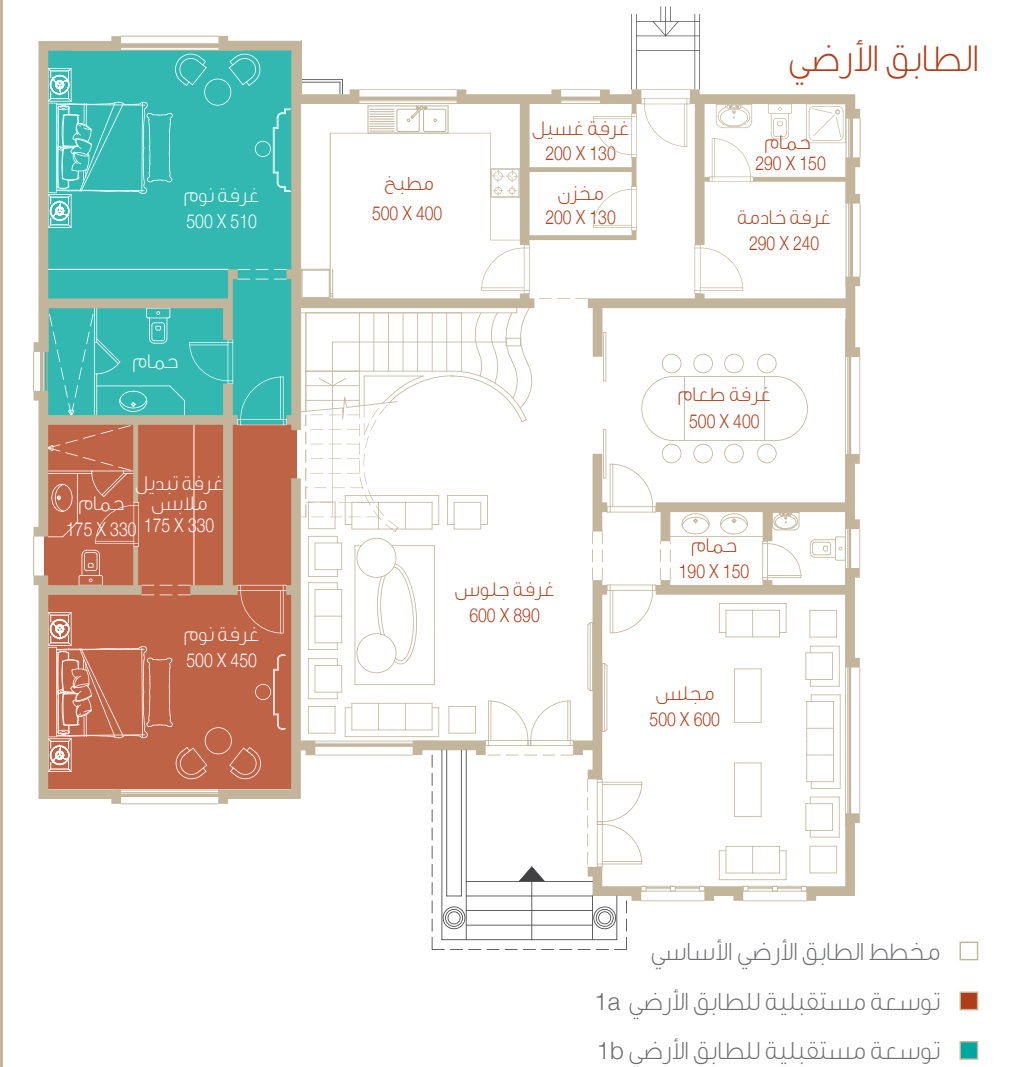 الطابق الأرضي
حمام
290 X 150
غرفة غسيل
200 X 130
مطبخ
500 X 400
مخزن
200 X 130
غرفة خادمة
290 X 240
غرفة نوم
500 X 510
حمام
غرفة طعام
500 X 400
غرفة تبديل
ملابس
175 X 330
حمام
175 X 330
حمام
190 X 150
غرفة جلوس
600 X 890
غرفة نوم
500 X 450
مجلس
500 X 600
مخطط الطابق الأرضي الأساسي
توسعة مستقبلية للطابق الأرضي 1a
توسعة مستقبلية للطابق الأرضي 1b